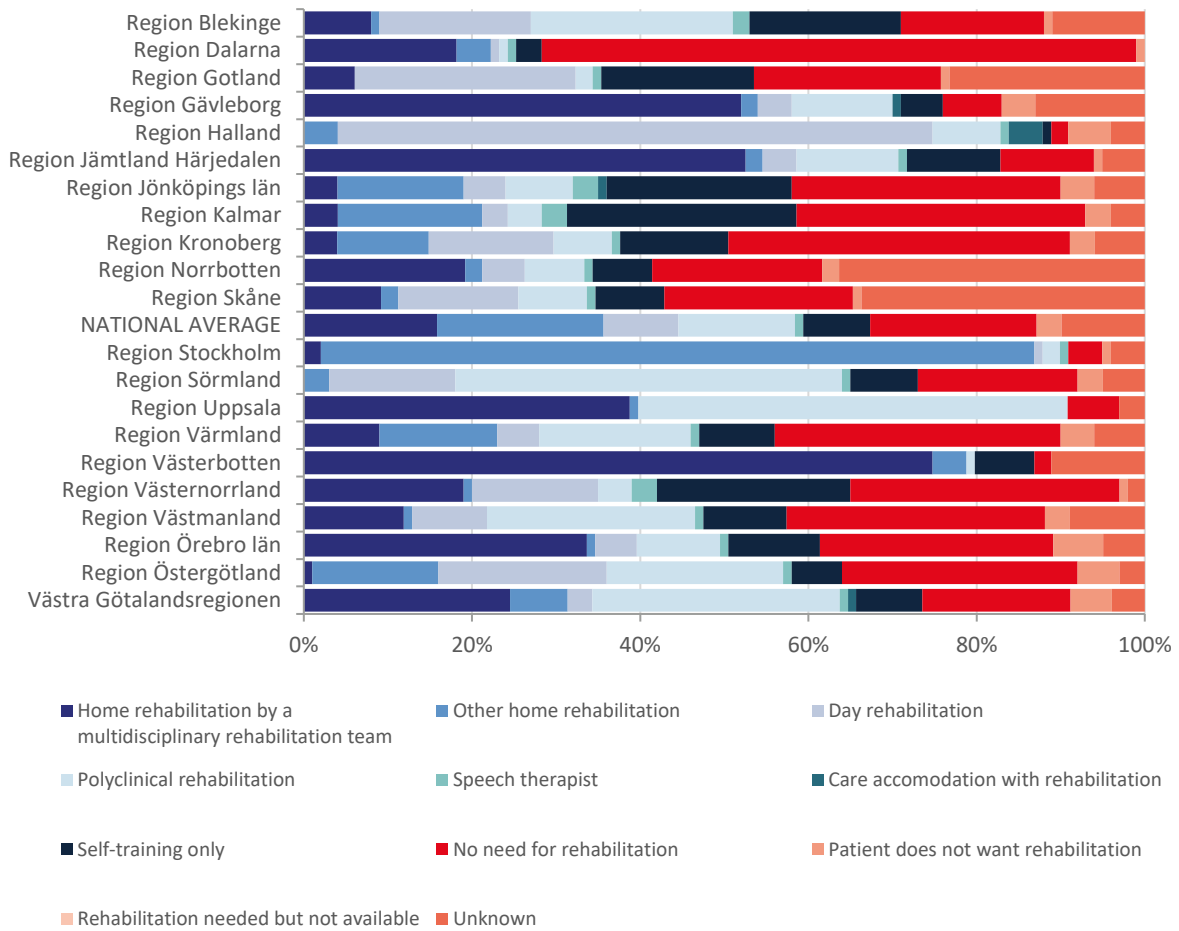 Region Blekinge
Region Dalarna
Region Gotland
Region Gävleborg
Region Halland
Region Jämtland Härjedalen
Region Jönköpings län
Region Kalmar
Region Kronoberg
Region Norrbotten
Region Skåne
NATIONAL AVERAGE
Region Stockholm
Region Sörmland
Region Uppsala
Region Värmland
Region Västerbotten
Region Västernorrland
Region Västmanland
Region Örebro län
Region Östergötland
Västra Götalandsregionen
0% 20% 40% 60% 80% 100%
Home rehabilitation by a
multidisciplinary rehabilitation team
Other home rehabilitation
Day rehabilitation
Polyclinical rehabilitation
Speech therapist
Care accomodation with rehabilitation
Self-training only
No need for rehabilitation
Patient does not want rehabilitation
Rehabilitation needed but not available
Unknown